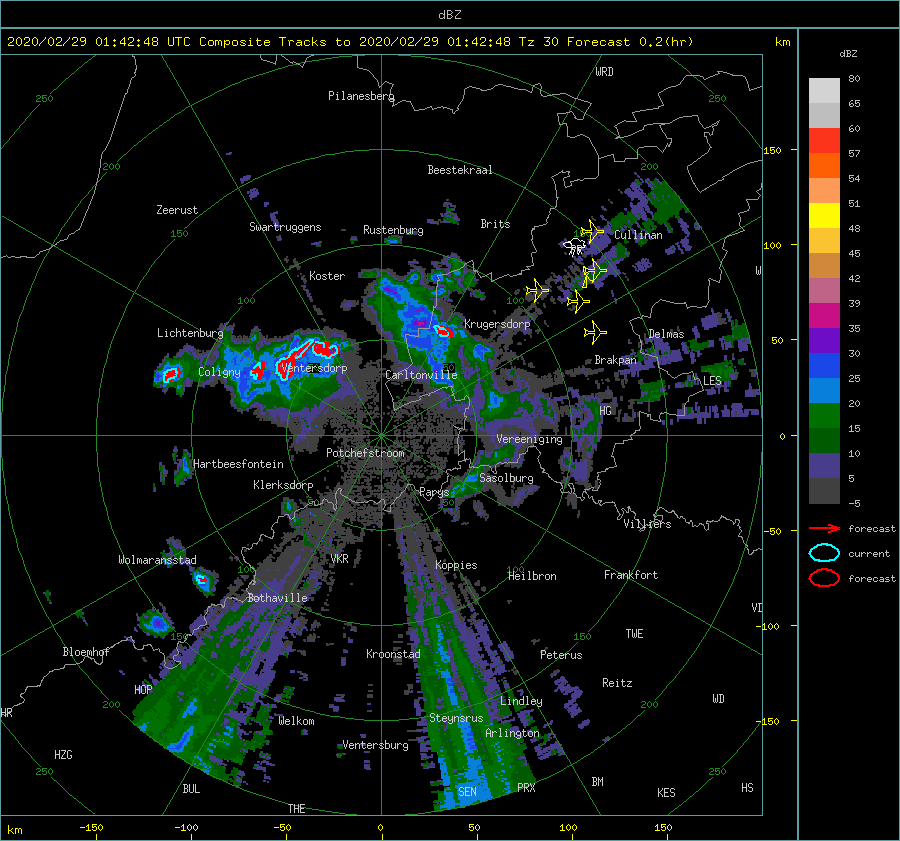 dBZ
2020/02/29 01:42:48 UTC Composite Tracks to 2020/02/29 01:42:48 Tz 30 Forecast 0.2(hr)
km
dBZ
WRD
250
250
Pilanesberg
80
65
60
57
54
51
48
45
42
39
35
30
25
20
15
10
5
-5
150
200
200
Beestekraal
Zeerust
150
Swartruggens
Rustenburg
Brits
Cullinan
100
W
Koster
100
100
Lichtenburg
Krugersdorp
Delmas
50
Brakpan
Coligny
Ventersdorp
Carltonville
LES
HG
0
Vereeniging
Potchefstroom
Hartbeesfontein
Klerksdorp
Sasolburg
Parys
50
50
Villiers
-50
forecast
current
forecast
Wolmaransstad
VKR
Koppies
100
100
Heilbron
Frankfort
Bothaville
VD
-100
150
150
TWE
Bloemhof
Kroonstad
Peterus
HOP
Reitz
200
200
WD
HR
Lindley
Welkom
Steynsrus
-150
Arlington
Ventersburg
HZG
250
250
BUL
SEN
PRX
BM
KES
HS
THE
km
-150
-100
-50
0
50
100
150